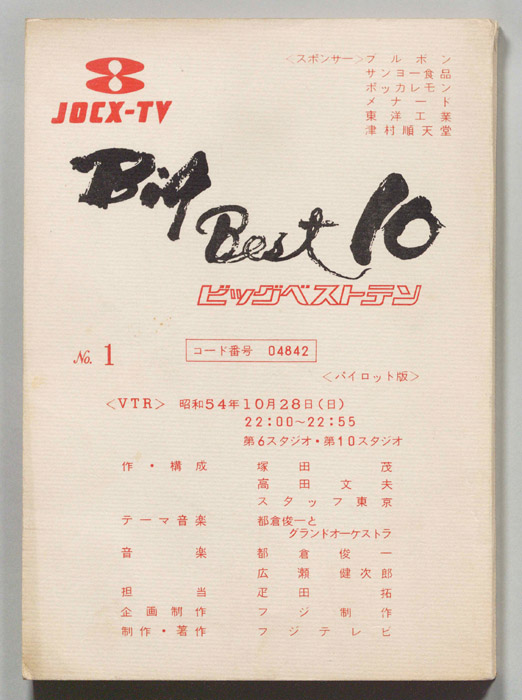 JOCX-TV
〈スポンサー〉ブルボン
サンヨー食品
ポッカレモン
メナード
東洋工業
津村順天堂
Big Best 10
ビッグベストテン
No. 1
コード番号 04842
〈パイロット版〉
〈VTR〉 昭和54年10月28日(日)
22:00~22:55
第6スタジオ・第10スタジオ
作・構成 塚田茂
高田文夫
スタッフ東京
テーマ音楽 都倉俊一と
グランドオーケストラ
音楽 都倉俊一
広瀬健次郎
担当 疋田拓
企画制作 フジ制作
制作・著作 フジテレビ